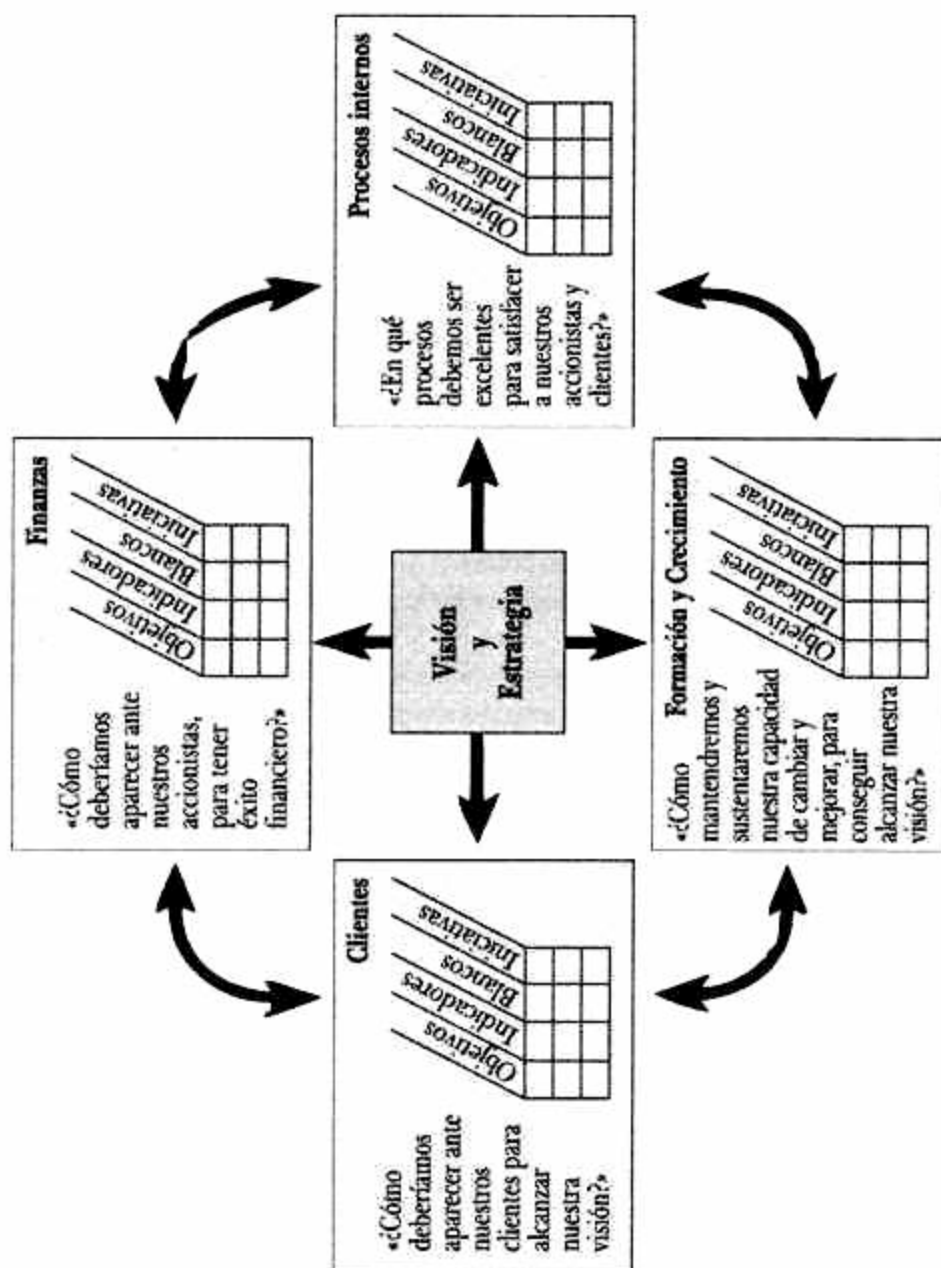 Finanzas
«¿Cómo
deberíamos
aparecer ante
nuestros
accionistas,
para tener
éxito
financiero?»
Objetivos
Indicadores
Blancos
Iniciativas
Clientes
«¿Cómo
deberíamos
aparecer ante
nuestros
clientes para
alcanzar
nuestra
visión?»
Objetivos
Indicadores
Blancos
Iniciativas
Visión
y
Estrategia
Procesos internos
«¿En qué
procesos
debemos ser
excelentes
para satisfacer
a nuestros
accionistas y
clientes?»
Objetivos
Indicadores
Blancos
Iniciativas
Formación y Crecimiento
«¿Cómo
mantendremos y
sustentaremos
nuestra capacidad
de cambiar y
mejorar, para
conseguir
alcanzar nuestra
visión?»
Objetivos
Indicadores
Blancos
Iniciativas